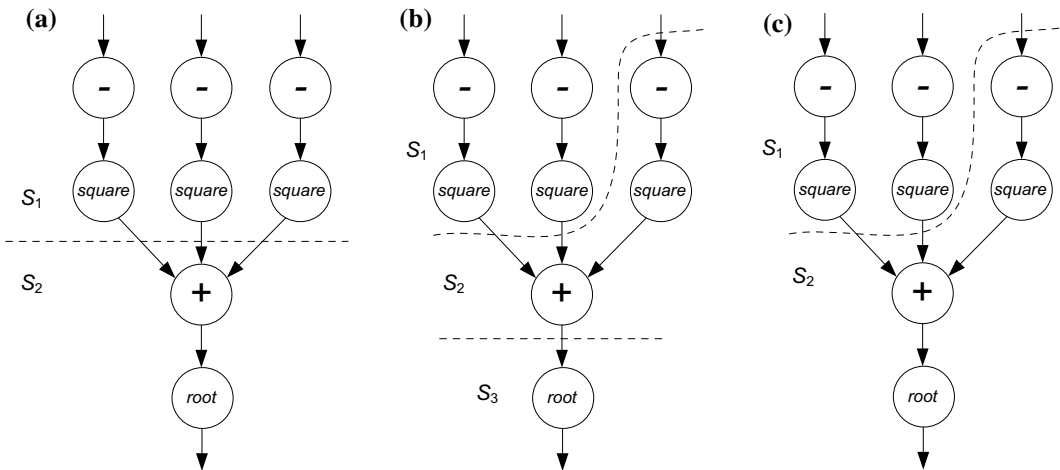 (a)
- - -
square square square
S1
S2
+
root
(b)
- - -
S1
square square square
S2
+
S3
root
(c)
- - -
S1
square square square
S2
+
root